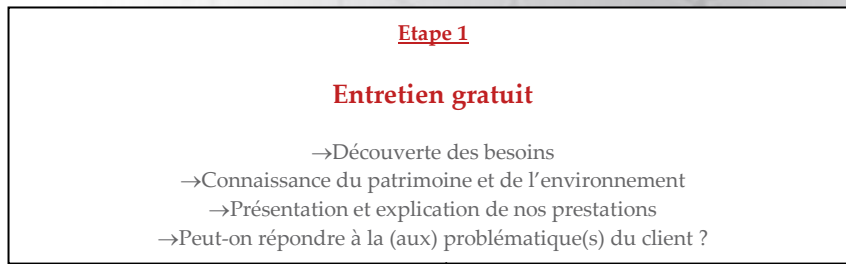 Etape 1
Entretien gratuit
→Découverte des besoins
→Connaissance du patrimoine et de l’environnement
→Présentation et explication de nos prestations
→Peut-on répondre à la (aux) problématique(s) du client ?